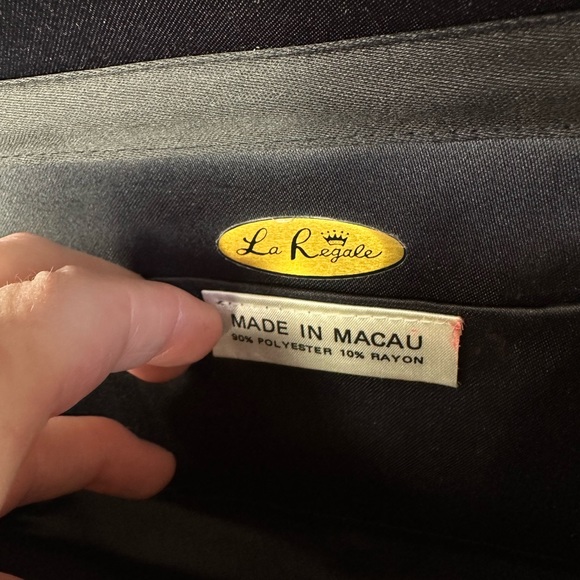 La Regale
MADE IN MACAU
90% POLYESTER 10% RAYON